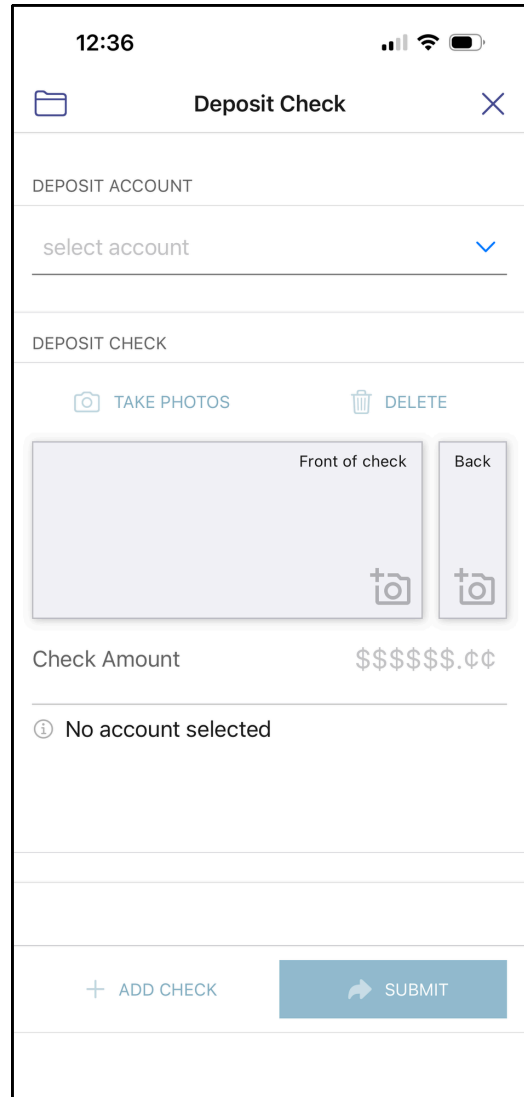 12:36
Deposit Check
DEPOSIT ACCOUNT
select account
DEPOSIT CHECK
TAKE PHOTOS DELETE
Front of check Back
Check Amount $$$$$$.¢¢
No account selected
ADD CHECK SUBMIT